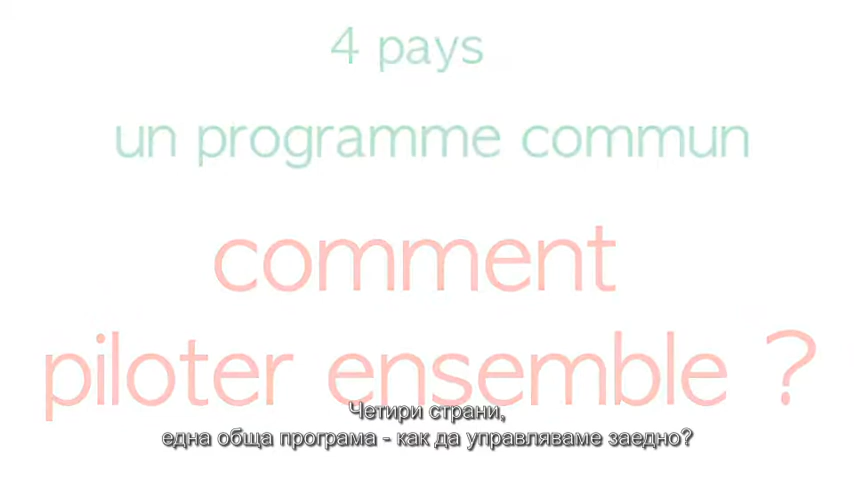 4 pays
un programme commun
comment
piloter ensemble ?
Четири страни,
една обща програма - как да управляваме заедно?